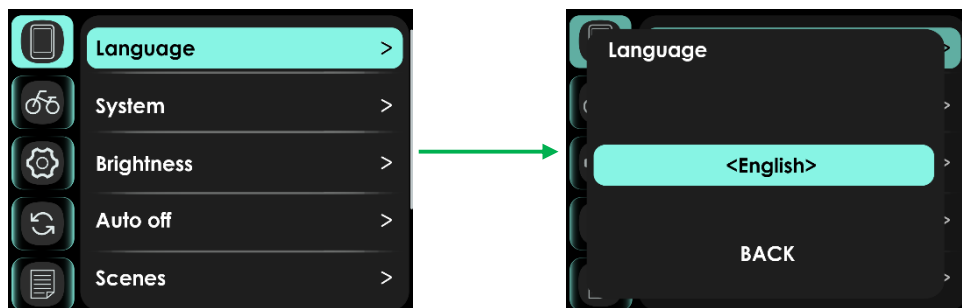 Language >
System >
Brightness >
Auto off >
Scenes >
Language
<English>
BACK